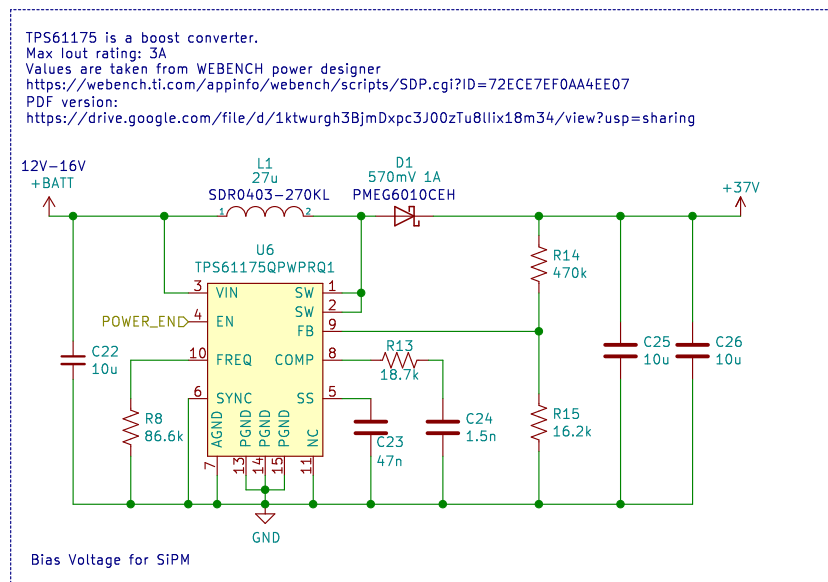 TPS61175 is a boost converter.
Max Iout rating: 3A
Values are taken from WEBENCH power designer
https://webench.ti.com/appinfo/webench/scripts/SDP.cgi?ID=72ECE7EF0AA4EE07
PDF version:
https://drive.google.com/file/d/1ktwurgh3BjmDxpc3J00zTu8lIix18m34/view?usp=sharing
12V-16V
+BATT
L1
27u
SDR0403-270KL
1
2
D1
570mV 1A
PMEG6010CEH
+37V
U6
TPS61175QPWPRQ1
3
VIN
SW
1
SW
2
POWER_EN
4
EN
FB
9
10
FREQ
COMP
8
6
SYNC
SS
5
AGND
PGND
PGND
PGND
NC
7
13
14
15
11
C22
10u
R8
86.6k
R13
18.7k
C23
47n
C24
1.5n
R14
470k
R15
16.2k
C25
10u
C26
10u
GND
Bias Voltage for SiPM